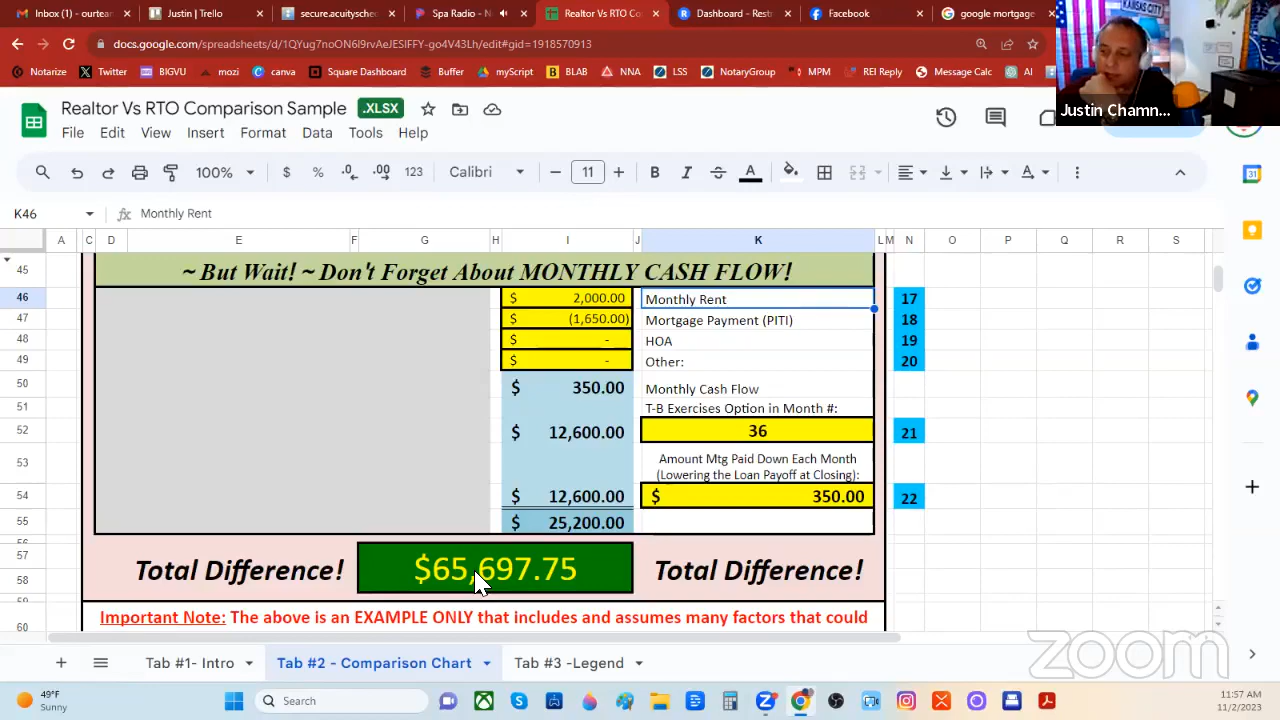 Inbox (1) - outlear
Justin | Trello
secure.acuitysched
Spa Radio - N
Realtor Vs RTO Co
Dashboard - Restr
Facebook
google mortgage
docs.google.com/spreadsheets/d/1QYug7noON6I9rvAeJESIFFY-go4V43Lh/edit#gid=1918570913
Notarize
Twitter
BIGVU
mozi
canva
Square Dashboard
Buffer
myScript
BLAB
NNA
LSS
NotaryGroup
MPM
REI Reply
Message Calc
AI
KANSAS CITY
Justin Chamn...
Realtor Vs RTO Comparison Sample .XLSX
File Edit View Insert Format Data Tools Help
100% $ % .0 .00 123 Calibri 11 B I S A
K46 fx Monthly Rent
A C D E F G H I J K L M N O P Q R S
45 ~ But Wait! ~ Don't Forget About MONTHLY CASH FLOW!
46 $ 2,000.00 Monthly Rent 17
47 $ (1,650.00) Mortgage Payment (PITI) 18
48 $ - HOA 19
49 $ - Other: 20
50 $ 350.00 Monthly Cash Flow
51 T-B Exercises Option in Month #:
52 $ 12,600.00 36 21
53 Amount Mtg Paid Down Each Month
(Lowering the Loan Payoff at Closing):
54 $ 12,600.00 $ 350.00 22
55 $ 25,200.00
57
Total Difference! $65,697.75 Total Difference!
58
60 Important Note: The above is an EXAMPLE ONLY that includes and assumes many factors that could
zoom
Tab #1- Intro
Tab #2 - Comparison Chart
Tab #3 -Legend
49°F
Sunny
Search
11:57 AM
11/2/2023